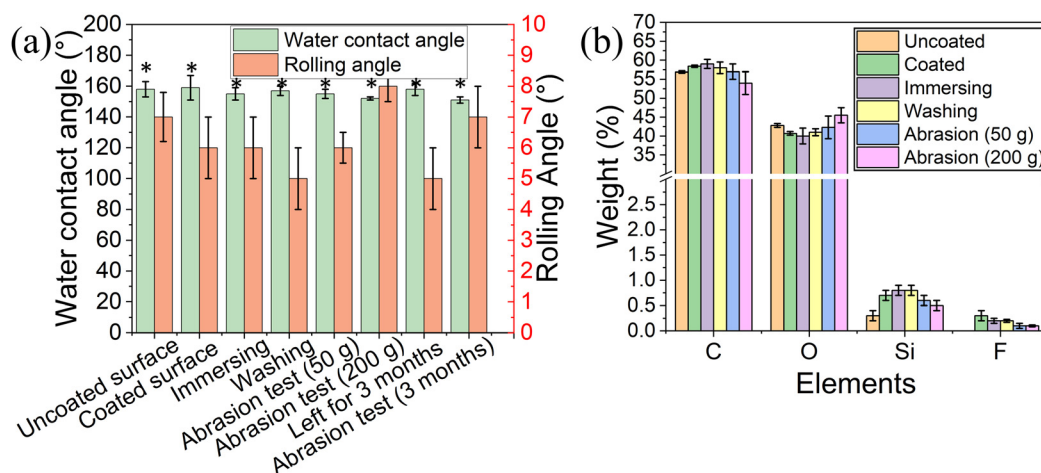 (a)
Water contact angle (°)
200
180
160
140
120
100
80
60
40
20
0
Water contact angle
Rolling angle
* * * * * * * *
10
9
8
7
6
5
4
3
2
1
0
Rolling Angle (°)
Uncoated surface
Coated surface
Immersing
Washing
Abrasion test (50 g)
Abrasion test (200 g)
Left for 3 months
Abrasion test (3 months)
(b)
Weight (%)
70
65
60
55
50
45
40
35
2.5
2.0
1.5
1.0
0.5
0.0
Uncoated
Coated
Immersing
Washing
Abrasion (50 g)
Abrasion (200 g)
C O Si F
Elements